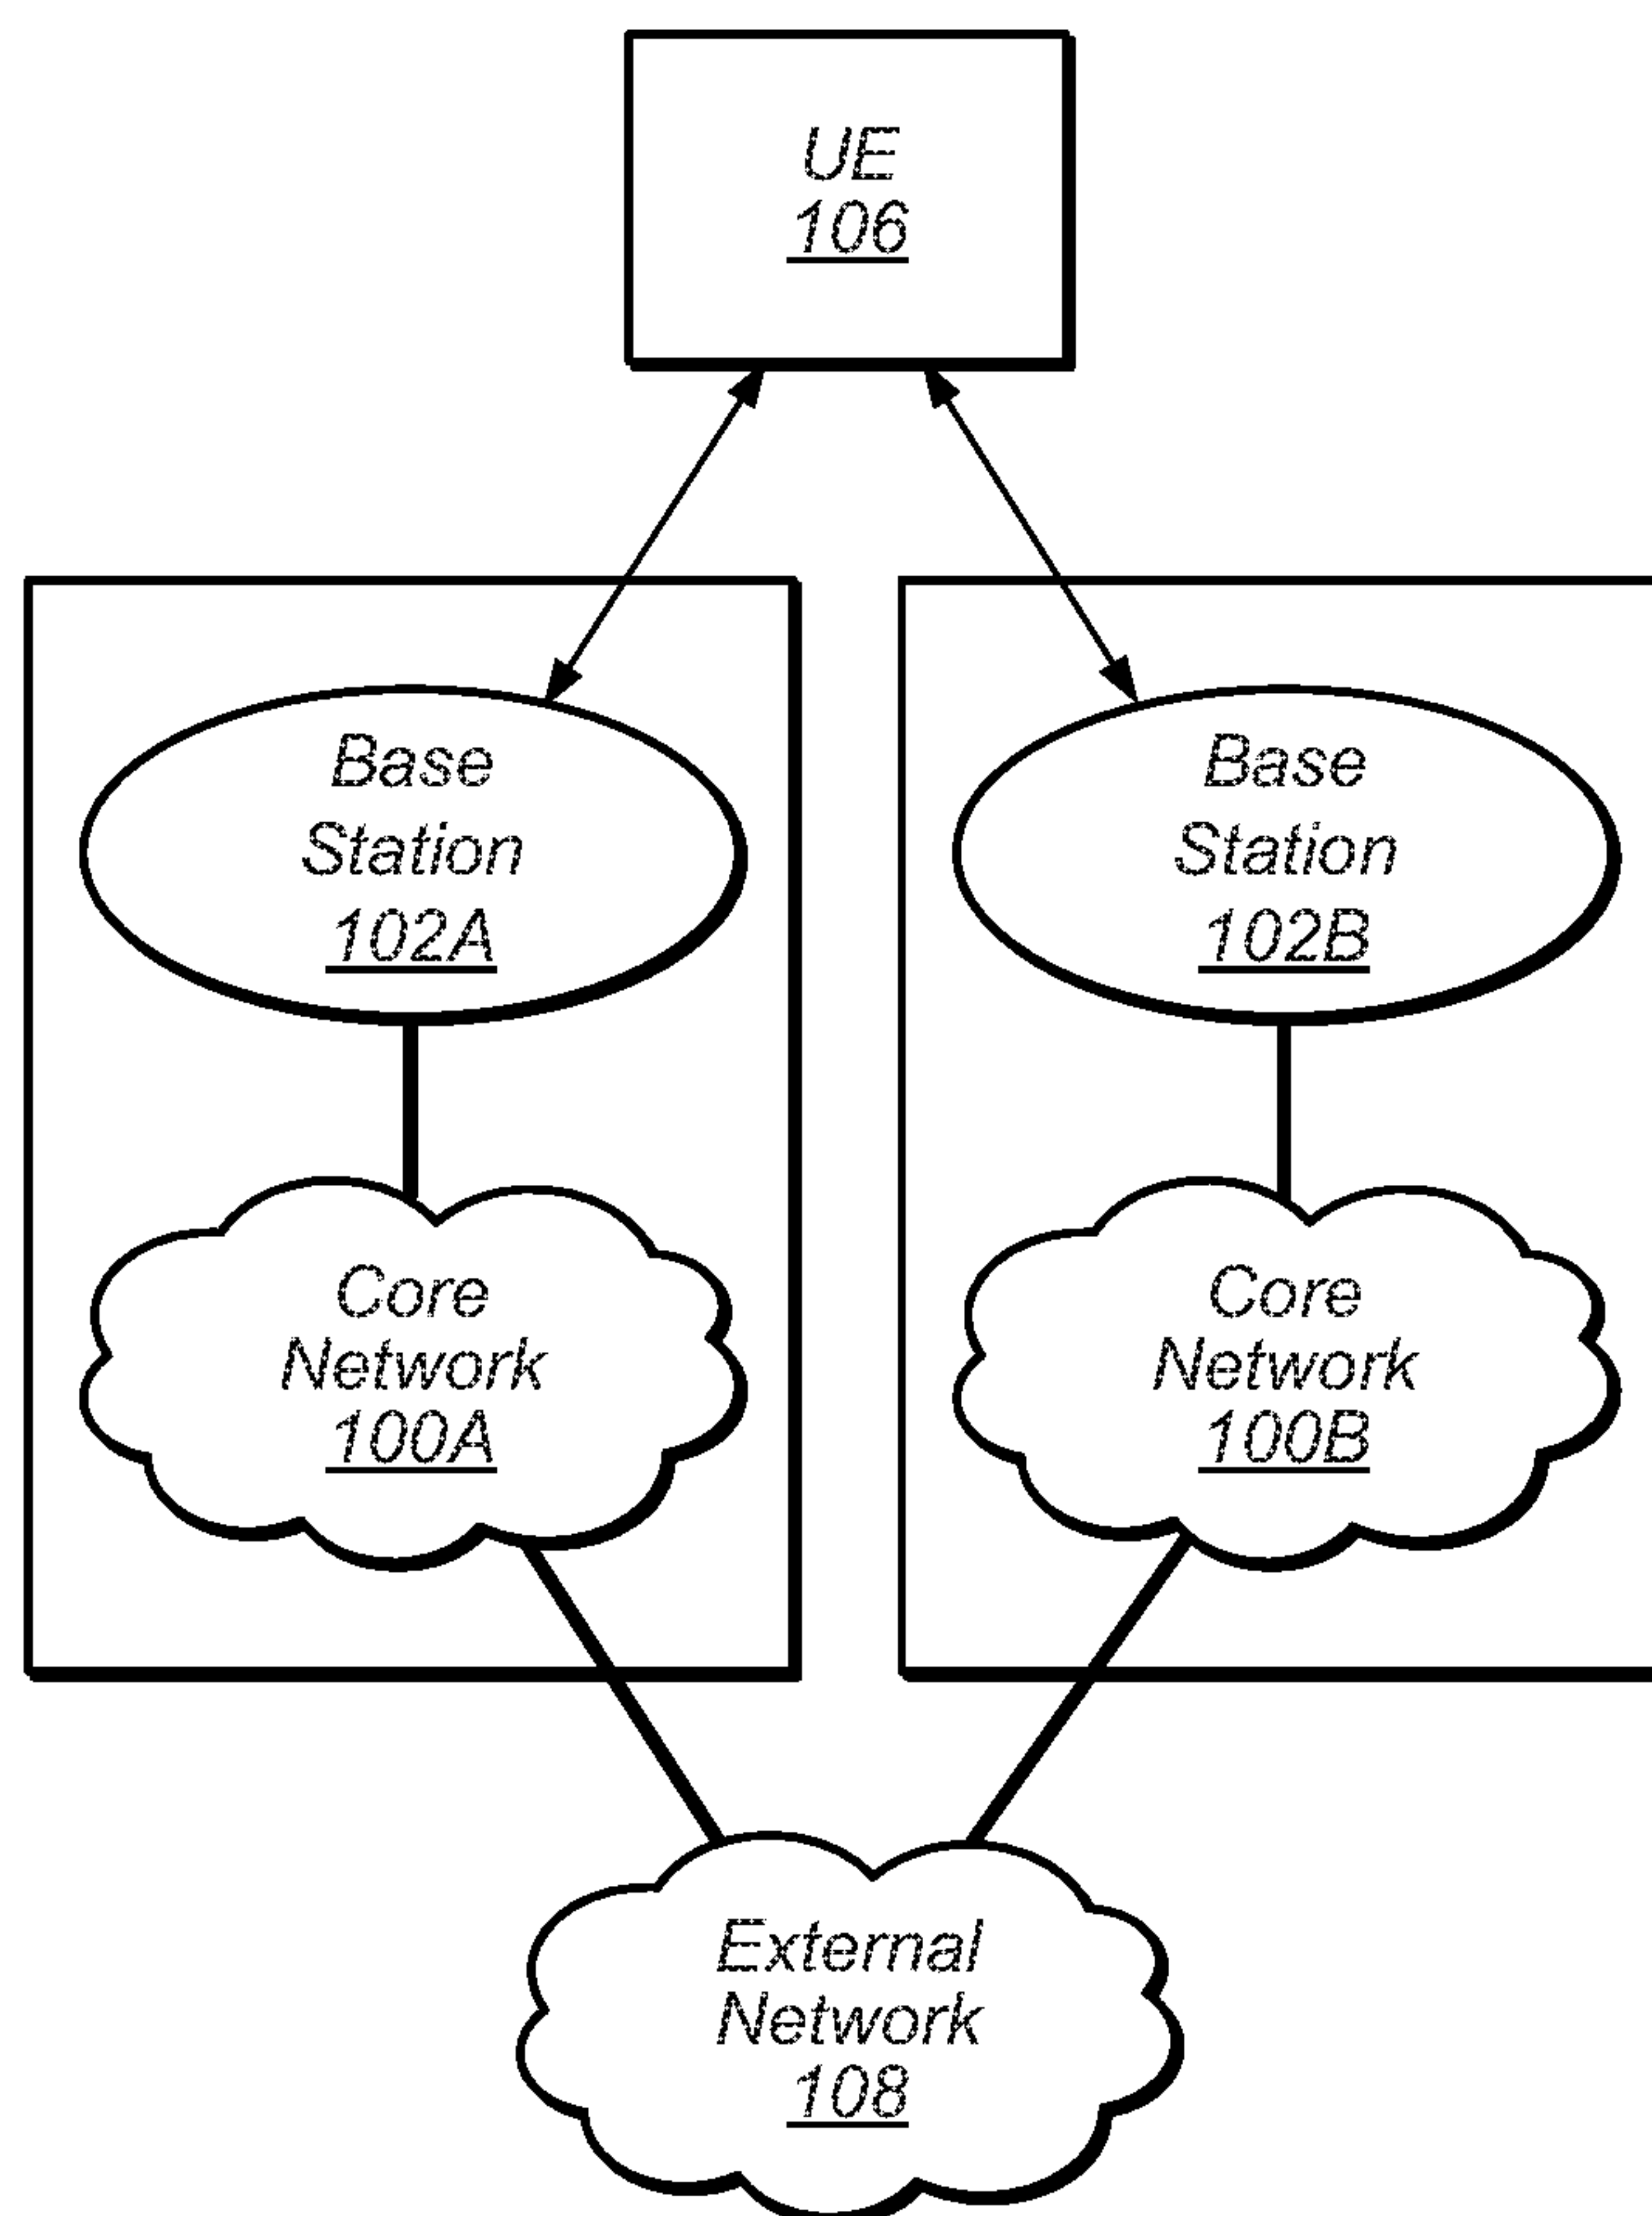 UE
106
Base
Station
102A
Base
Station
102B
Core
Network
100A
Core
Network
100B
External
Network
108